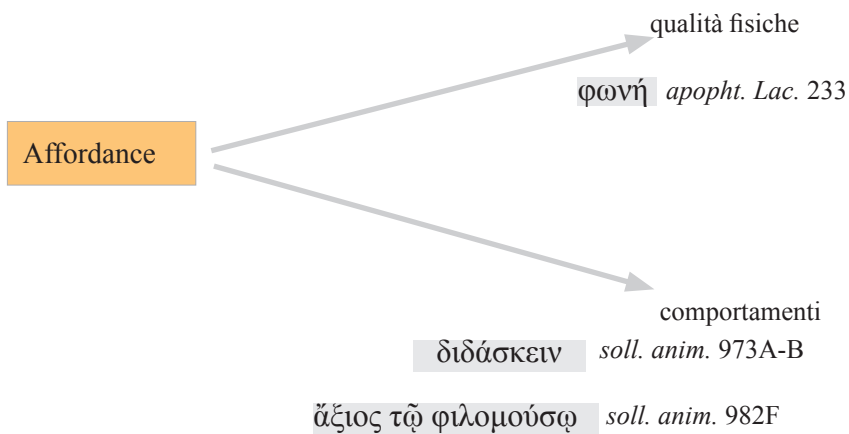 qualità fisiche
φωνή apopht. Lac. 233
Affordance
comportamenti
διδάσκειν soll. anim. 973A-B
ἄξιος τῷ φιλομούσῳ soll. anim. 982F